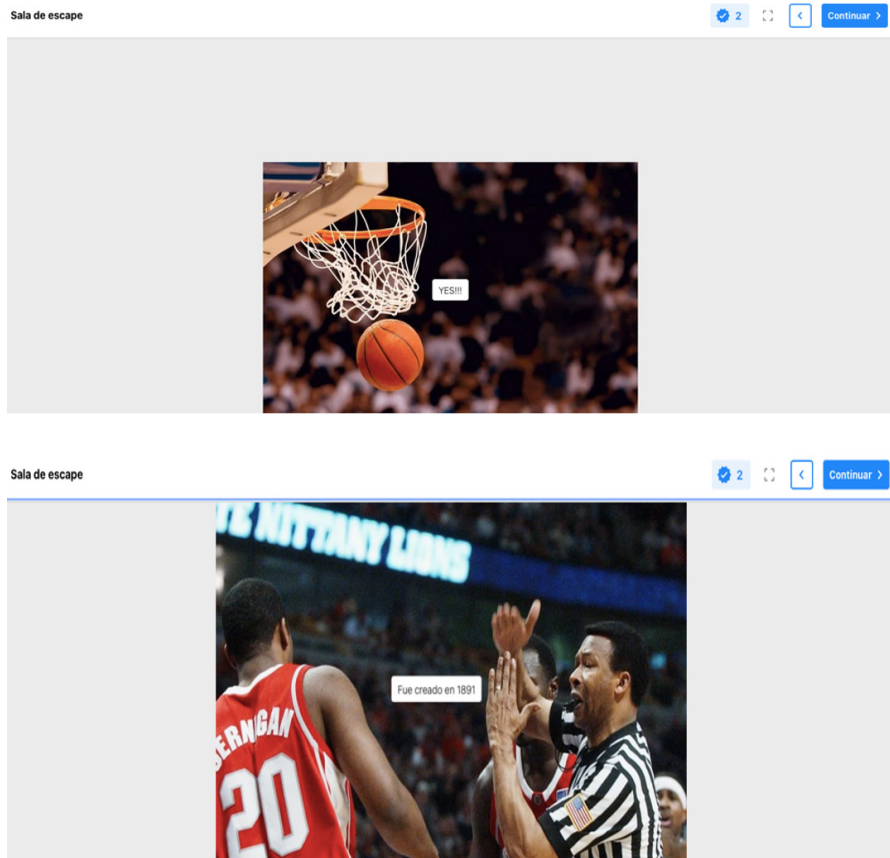 Sala de escape
2
Continuar
YES!!!
Sala de escape
2
Continuar
TE NITTANY LIONS
Fue creado en 1891
ERNIGAN
20